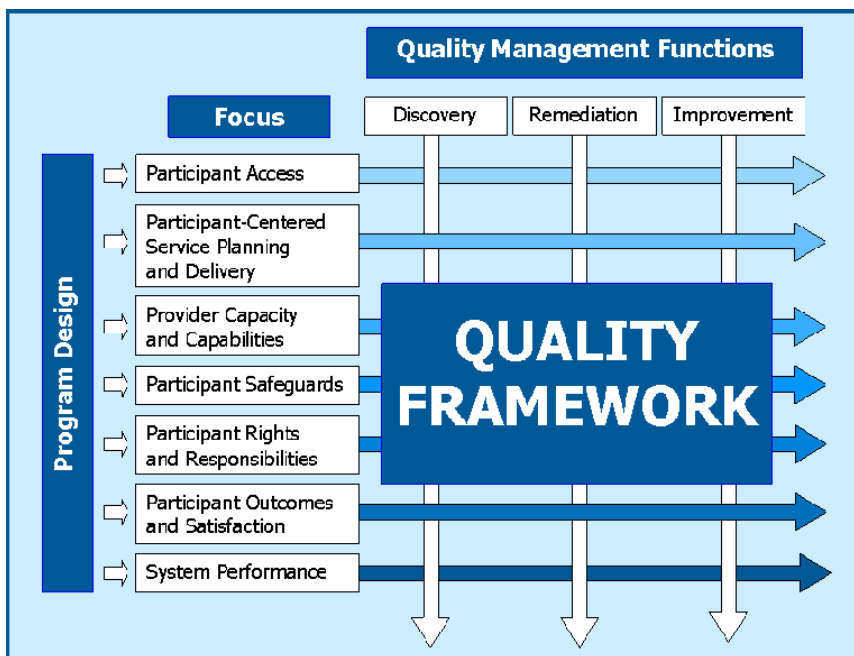 Quality Management Functions
Focus
Discovery
Remediation
Improvement
Program Design
Participant Access
Participant-Centered
Service Planning
and Delivery
Provider Capacity
and Capabilities
Participant Safeguards
Participant Rights
and Responsibilities
Participant Outcomes
and Satisfaction
System Performance
QUALITY
FRAMEWORK